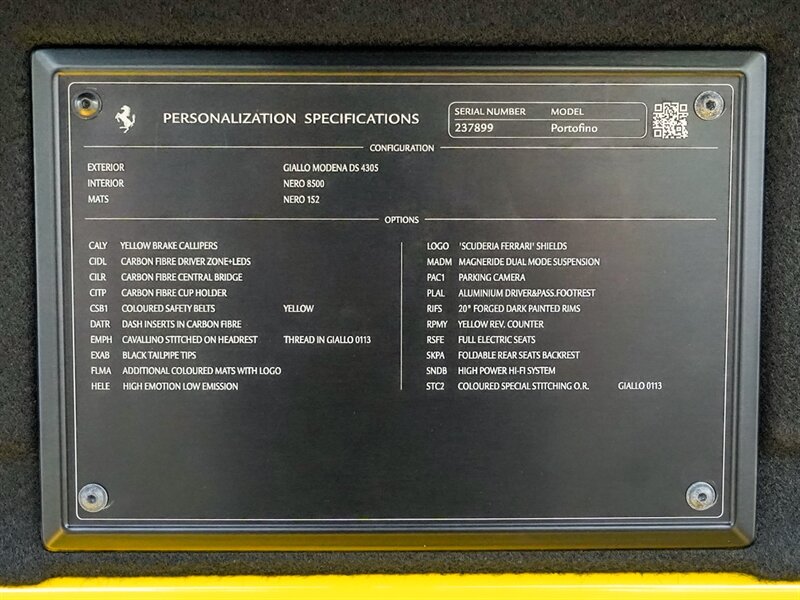 PERSONALIZATION SPECIFICATIONS
SERIAL NUMBER MODEL
237899 Portofino
CONFIGURATION
EXTERIOR GIALLO MODENA DS 4305
INTERIOR NERO 8500
MATS NERO 152
OPTIONS
CALY YELLOW BRAKE CALLIPERS
CIDL CARBON FIBRE DRIVER ZONE+LEDS
CILR CARBON FIBRE CENTRAL BRIDGE
CITP CARBON FIBRE CUP HOLDER
CSB1 COLOURED SAFETY BELTS YELLOW
DATR DASH INSERTS IN CARBON FIBRE
EMPH CAVALLINO STITCHED ON HEADREST THREAD IN GIALLO 0113
EXAB BLACK TAILPIPE TIPS
FLMA ADDITIONAL COLOURED MATS WITH LOGO
HELE HIGH EMOTION LOW EMISSION
LOGO 'SCUDERIA FERRARI' SHIELDS
MADM MAGNERIDE DUAL MODE SUSPENSION
PAC1 PARKING CAMERA
PLAL ALUMINIUM DRIVER&PASS.FOOTREST
RIFS 20" FORGED DARK PAINTED RIMS
RPMY YELLOW REV. COUNTER
RSFE FULL ELECTRIC SEATS
SKPA FOLDABLE REAR SEATS BACKREST
SNDB HIGH POWER HI-FI SYSTEM
STC2 COLOURED SPECIAL STITCHING O.R. GIALLO 0113